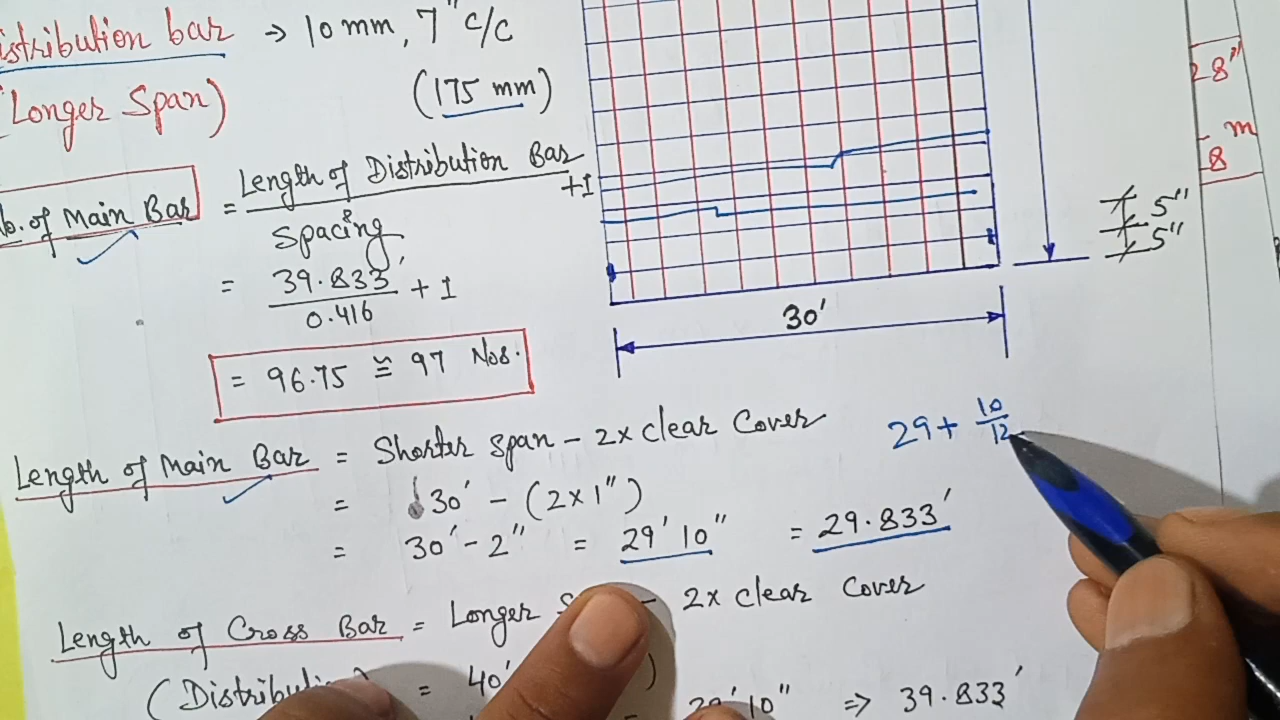 istribution bar → 10 mm, 7" c/c
(Longer Span) (175 mm)
o. of Main Bar = Length of Distribution Bar
+1
Spacing
= 39.833'
+ 1
0.416
= 96.75 ≅ 97 Nos.
Length of Main Bar = Shorter span - 2x clear Cover
= 30' - (2x1")
= 30' - 2" = 29' 10" = 29.833'
29 + 10/12
Length of Cross Bar = Longer - 2x clear Cover
= 40' )
10" => 39.833'
30'
5"
5"
8"
m
8